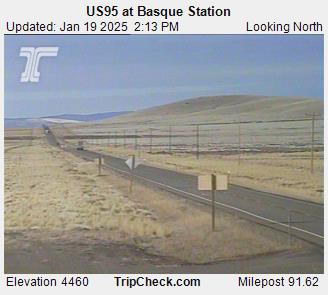 US95 at Basque Station
Updated: Jan 19 2025 2:13 PM Looking North
Elevation 4460 TripCheck.com Milepost 91.62